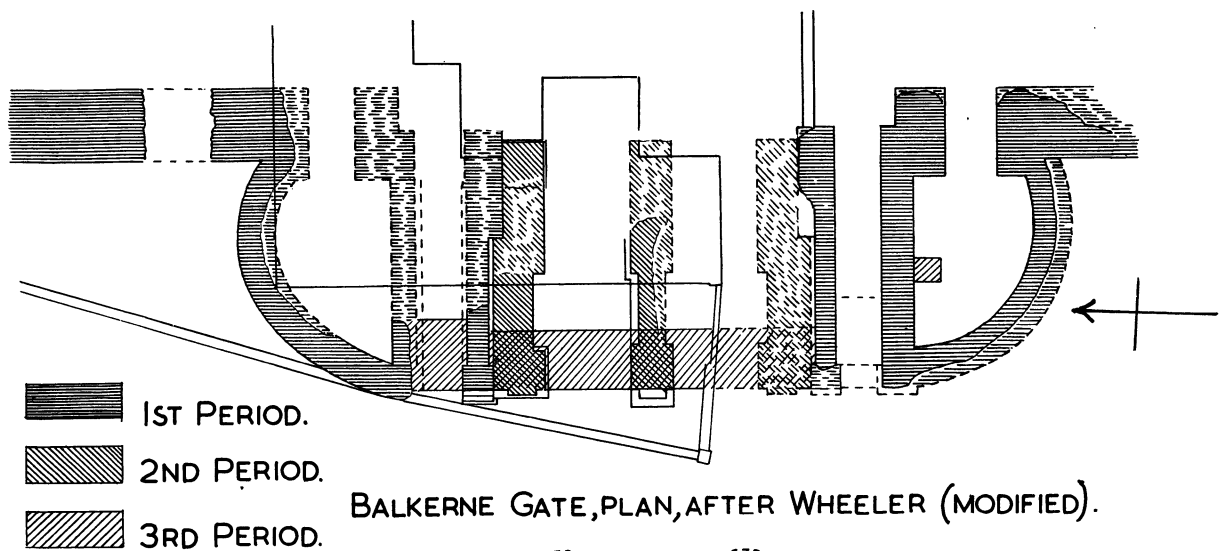 1ST PERIOD.
2ND PERIOD.
3RD PERIOD.
BALKERNE GATE, PLAN, AFTER WHEELER (MODIFIED).